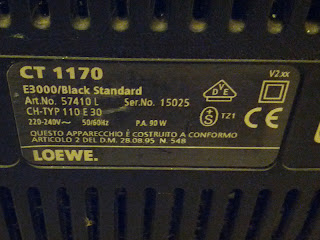 CT 1170
V2.xx
E3000/Black Standard
Art.No. 57410 L Ser.No. 15025
CH-TYP 110 E 30
220-240V~ 50/60Hz P.A. 90 W
DVE
S TZ1 CE
QUESTO APPARECCHIO É COSTRUITO A CONFORMO
ARTICOLO 2 DEL D.M. 28.08.95 N. 548
LOEWE.